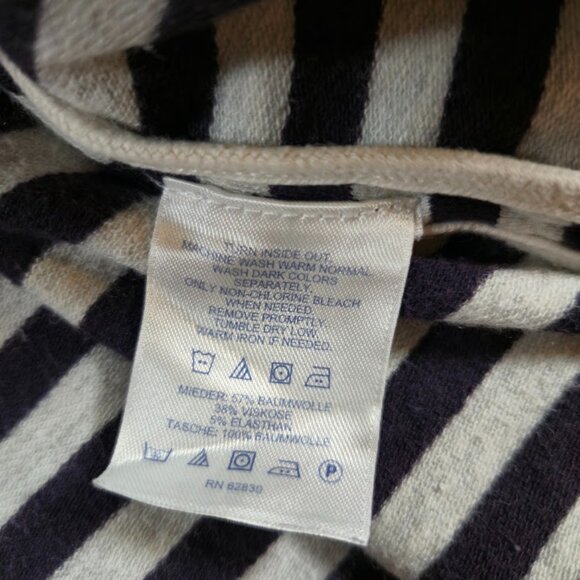 TURN INSIDE OUT.
MACHINE WASH WARM NORMAL.
WASH DARK COLORS
SEPARATELY.
ONLY NON-CHLORINE BLEACH
WHEN NEEDED.
REMOVE PROMPTLY.
TUMBLE DRY LOW.
WARM IRON IF NEEDED.
MIEDER: 57% BAUMWOLLE
38% VISKOSE
5% ELASTHAN
TASCHE: 100% BAUMWOLLE
P
RN 62830